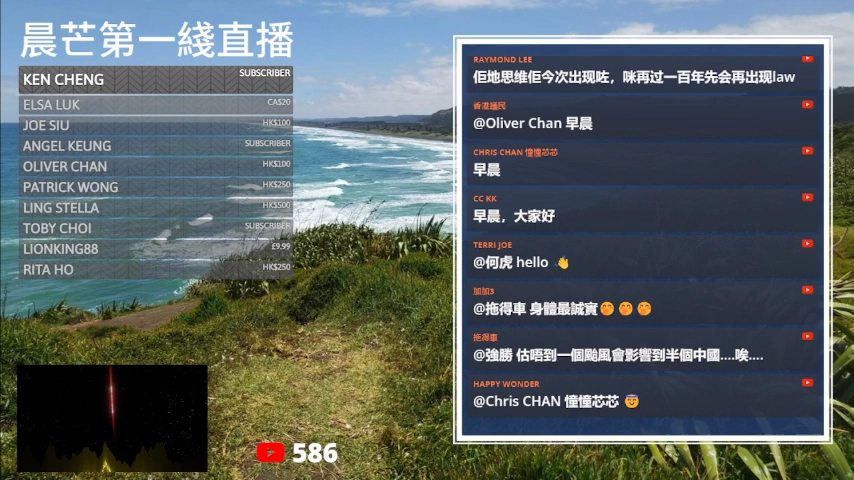 晨芒第一綫直播
KEN CHENG SUBSCRIBER
ELSA LUK CA$20
JOE SIU HK$100
ANGEL KEUNG SUBSCRIBER
OLIVER CHAN HK$100
PATRICK WONG HK$250
LING STELLA HK$500
TOBY CHOI SUBSCRIBER
LIONKING88 £9.99
RITA HO HK$250
586
RAYMOND LEE
佢地思维佢今次出现咗，咪再过一百年先会再出现law
香港國民
@Oliver Chan 早晨
CHRIS CHAN 憧憧芯芯
早晨
CC KK
早晨，大家好
TERRI JOE
@何虎 hello 👋
加加3
@拖得車 身體最誠實🤭🤭🤭
拖得車
@強勝 估唔到一個颱風會影響到半個中國....唉....
HAPPY WONDER
@Chris CHAN 憧憧芯芯 😇